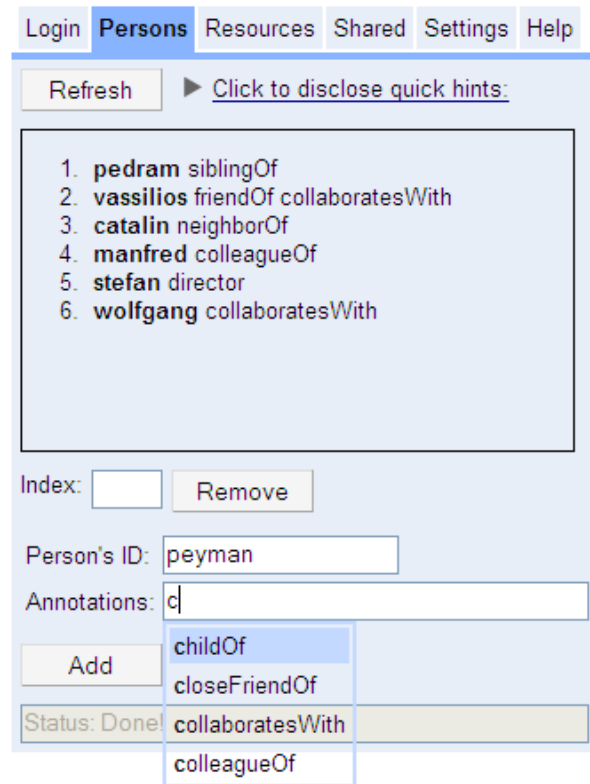 Login Persons Resources Shared Settings Help
Refresh Click to disclose quick hints:
1. pedram siblingOf
2. vassilios friendOf collaboratesWith
3. catalin neighborOf
4. manfred colleagueOf
5. stefan director
6. wolfgang collaboratesWith
Index: Remove
Person's ID: peyman
Annotations: c
childOf
Add
closeFriendOf
Status: Done! collaboratesWith
colleagueOf